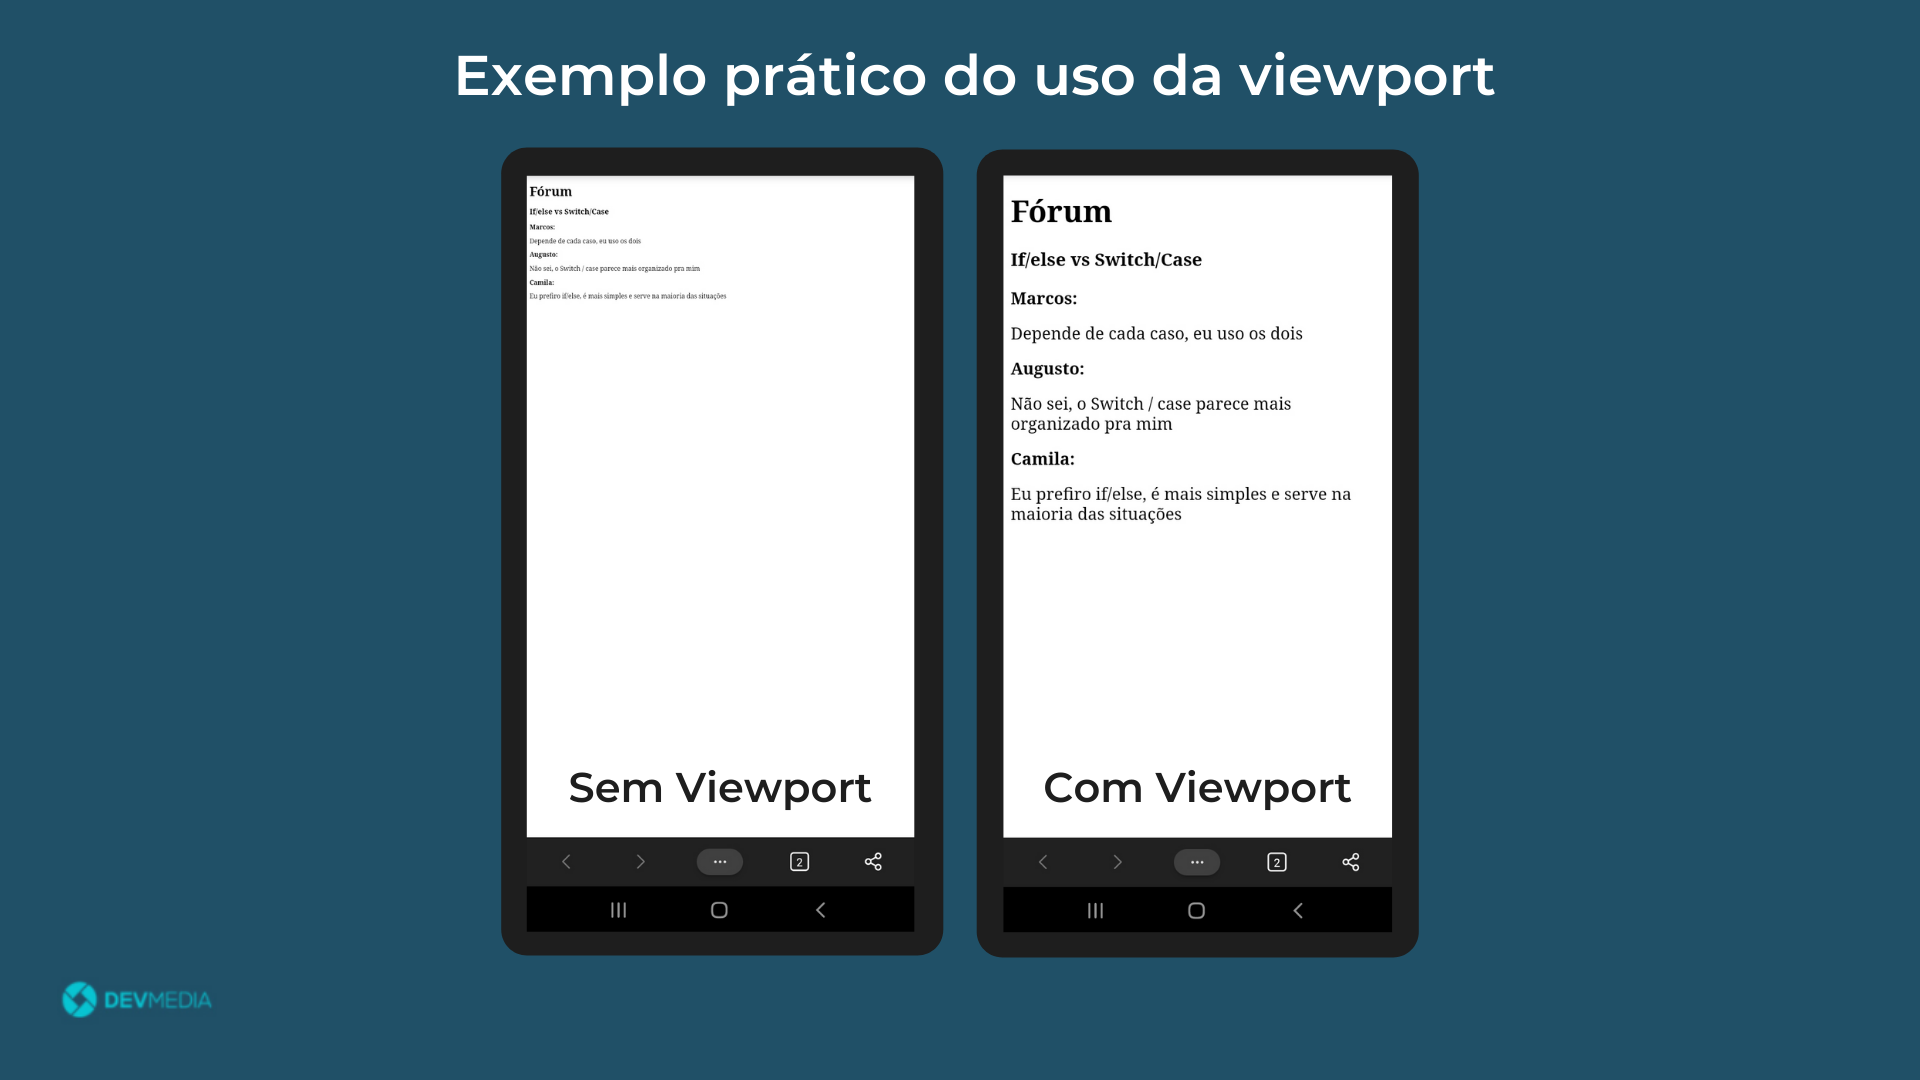 Exemplo prático do uso da viewport
Fórum
If/else vs Switch/Case
Marcos:
Depende de cada caso, eu uso os dois
Augusto:
Não sei, o Switch / case parece mais organizado pra mim
Camila:
Eu prefiro if/else, é mais simples e serve na maioria das situações
Sem Viewport
2
Fórum
If/else vs Switch/Case
Marcos:
Depende de cada caso, eu uso os dois
Augusto:
Não sei, o Switch / case parece mais
organizado pra mim
Camila:
Eu prefiro if/else, é mais simples e serve na
maioria das situações
Com Viewport
2
DEVMEDIA